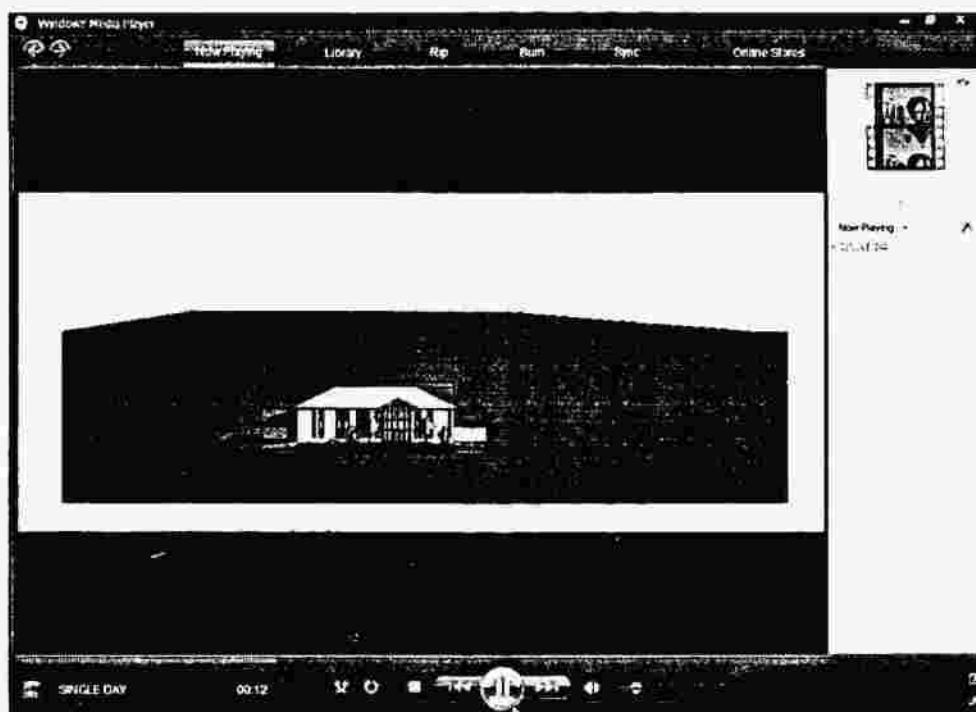 Windows Media Player
Now Playing Library Rip Burn Sync Online Stores
Now Playing
SINGLE DAY 00:12